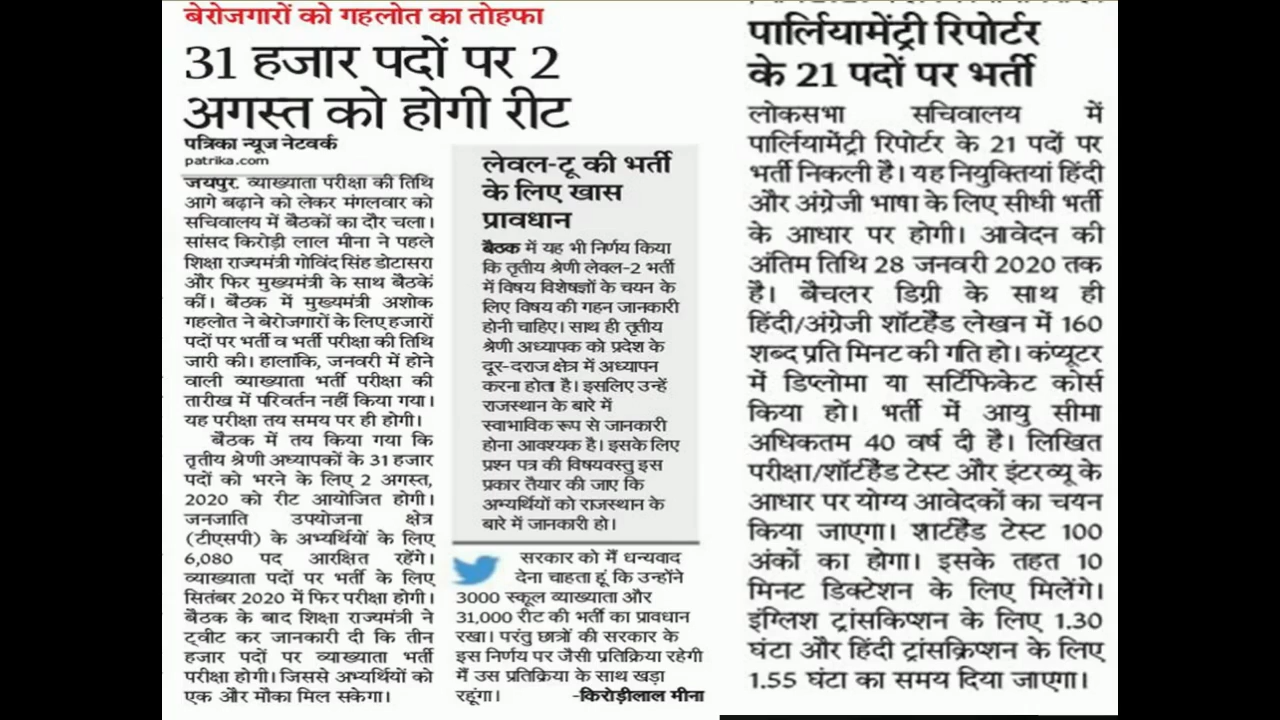 बेरोजगारों को गहलोत का तोहफा
31 हजार पदों पर 2
अगस्त को होगी रीट
पत्रिका न्यूज नेटवर्क
patrika.com
जयपुर. व्याख्याता परीक्षा की तिथि
आगे बढ़ाने को लेकर मंगलवार को
सचिवालय में बैठकों का दौर चला।
सांसद किरोड़ी लाल मीना ने पहले
शिक्षा राज्यमंत्री गोविंद सिंह डोटासरा
और फिर मुख्यमंत्री के साथ बैठकें
कीं। बैठक में मुख्यमंत्री अशोक
गहलोत ने बेरोजगारों के लिए हजारों
पदों पर भर्ती व भर्ती परीक्षा की तिथि
जारी की। हालांकि, जनवरी में होने
वाली व्याख्याता भर्ती परीक्षा की
तारीख में परिवर्तन नहीं किया गया।
यह परीक्षा तय समय पर ही होगी।
बैठक में तय किया गया कि
तृतीय श्रेणी अध्यापकों के 31 हजार
पदों को भरने के लिए 2 अगस्त,
2020 को रीट आयोजित होगी।
जनजाति उपयोजना क्षेत्र
(टीएसपी) के अभ्यर्थियों के लिए
6,080 पद आरक्षित रहेंगे।
व्याख्याता पदों पर भर्ती के लिए
सितंबर 2020 में फिर परीक्षा होगी।
बैठक के बाद शिक्षा राज्यमंत्री ने
ट्वीट कर जानकारी दी कि तीन
हजार पदों पर व्याख्याता भर्ती
परीक्षा होगी। जिससे अभ्यर्थियों को
एक और मौका मिल सकेगा।
लेवल-टू की भर्ती
के लिए खास
प्रावधान
बैठक में यह भी निर्णय किया
कि तृतीय श्रेणी लेवल-2 भर्ती
में विषय विशेषज्ञों के चयन के
लिए विषय की गहन जानकारी
होनी चाहिए। साथ ही तृतीय
श्रेणी अध्यापक को प्रदेश के
दूर-दराज क्षेत्र में अध्यापन
करना होता है। इसलिए उन्हें
राजस्थान के बारे में
स्वाभाविक रूप से जानकारी
होना आवश्यक है। इसके लिए
प्रश्न पत्र की विषयवस्तु इस
प्रकार तैयार की जाए कि
अभ्यर्थियों को राजस्थान के
बारे में जानकारी हो।
सरकार को मैं धन्यवाद
देना चाहता हूं कि उन्होंने
3000 स्कूल व्याख्याता और
31,000 रीट की भर्ती का प्रावधान
रखा। परंतु छात्रों की सरकार के
इस निर्णय पर जैसी प्रतिक्रिया रहेगी
मैं उस प्रतिक्रिया के साथ खड़ा
रहूंगा। -किरोड़ीलाल मीना
पार्लियामेंट्री रिपोर्टर
के 21 पदों पर भर्ती
लोकसभा सचिवालय में
पार्लियामेंट्री रिपोर्टर के 21 पदों पर
भर्ती निकली है। यह नियुक्तियां हिंदी
और अंग्रेजी भाषा के लिए सीधी भर्ती
के आधार पर होगी। आवेदन की
अंतिम तिथि 28 जनवरी 2020 तक
है। बैचलर डिग्री के साथ ही
हिंदी/अंग्रेजी शॉटहैंड लेखन में 160
शब्द प्रति मिनट की गति हो। कंप्यूटर
में डिप्लोमा या सर्टिफिकेट कोर्स
किया हो। भर्ती में आयु सीमा
अधिकतम 40 वर्ष दी है। लिखित
परीक्षा/शॉर्टहैंड टेस्ट और इंटरव्यू के
आधार पर योग्य आवेदकों का चयन
किया जाएगा। शार्टहैंड टेस्ट 100
अंकों का होगा। इसके तहत 10
मिनट डिक्टेशन के लिए मिलेंगे।
इंग्लिश ट्रांसकिप्शन के लिए 1.30
घंटा और हिंदी ट्रांसक्रिप्शन के लिए
1.55 घंटा का समय दिया जाएगा।